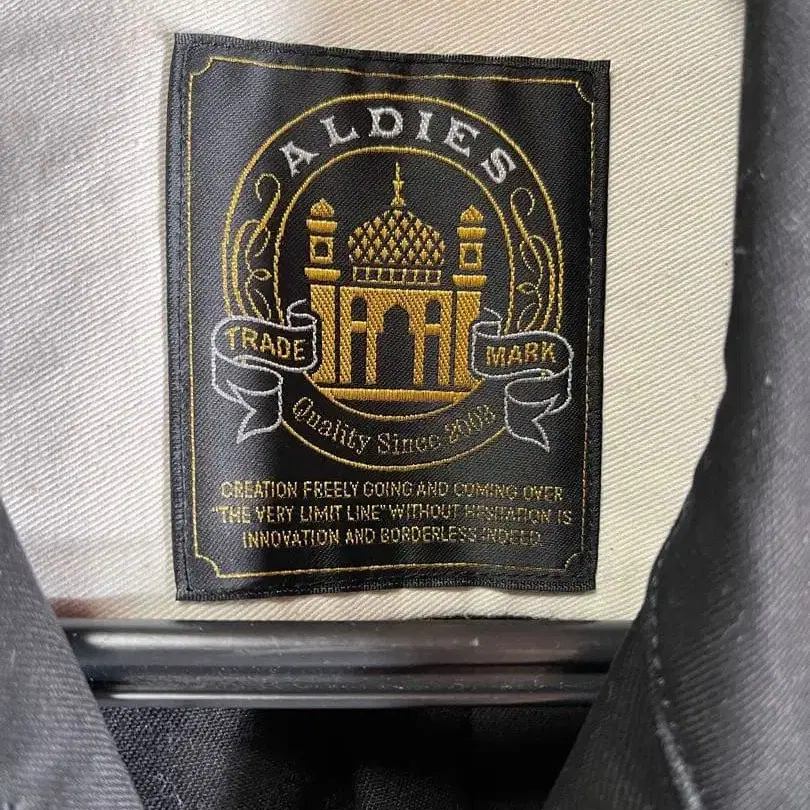 ALDIES
TRADE MARK
Quality Since 2003
CREATION FREELY GOING AND COMING OVER
"THE VERY LIMIT LINE" WITHOUT HESITATION IS
INNOVATION AND BORDERLESS INDEED.